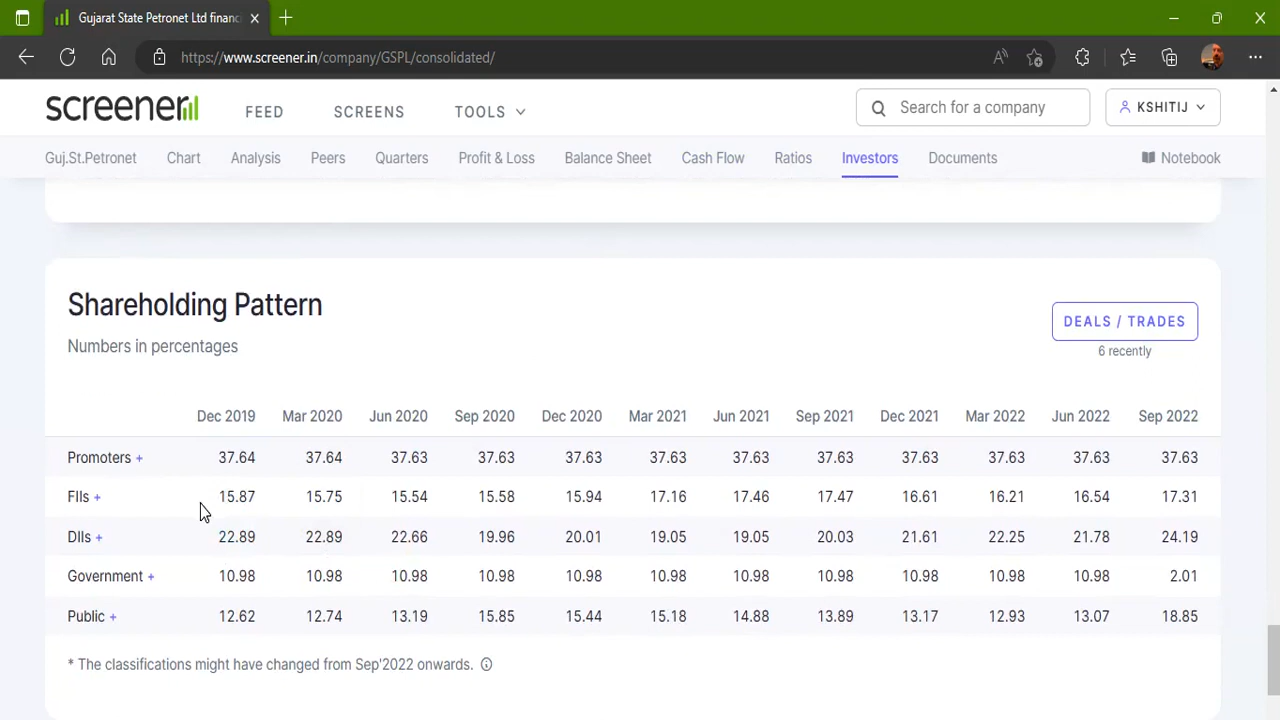 Gujarat State Petronet Ltd financi
https://www.screener.in/company/GSPL/consolidated/
screener
FEED SCREENS TOOLS
Search for a company
KSHITIJ
Guj.St.Petronet Chart Analysis Peers Quarters Profit & Loss Balance Sheet Cash Flow Ratios Investors Documents Notebook
Shareholding Pattern
Numbers in percentages
DEALS / TRADES
6 recently
Dec 2019 Mar 2020 Jun 2020 Sep 2020 Dec 2020 Mar 2021 Jun 2021 Sep 2021 Dec 2021 Mar 2022 Jun 2022 Sep 2022
Promoters + 37.64 37.64 37.63 37.63 37.63 37.63 37.63 37.63 37.63 37.63 37.63 37.63
FIIs + 15.87 15.75 15.54 15.58 15.94 17.16 17.46 17.47 16.61 16.21 16.54 17.31
DIIs + 22.89 22.89 22.66 19.96 20.01 19.05 19.05 20.03 21.61 22.25 21.78 24.19
Government + 10.98 10.98 10.98 10.98 10.98 10.98 10.98 10.98 10.98 10.98 10.98 2.01
Public + 12.62 12.74 13.19 15.85 15.44 15.18 14.88 13.89 13.17 12.93 13.07 18.85
* The classifications might have changed from Sep'2022 onwards.